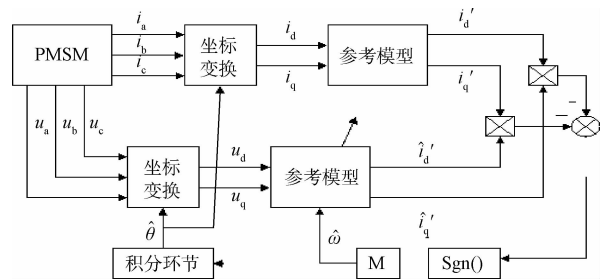 PMSM
i_a
i_b
i_c
坐标
变换
i_d
i_q
参考模型
i_d′
i_q′
u_a
u_b
u_c
坐标
变换
u_d
u_q
参考模型
î_d′
î_q′
−
−
θ̂
ω̂
积分环节
M
Sgn()